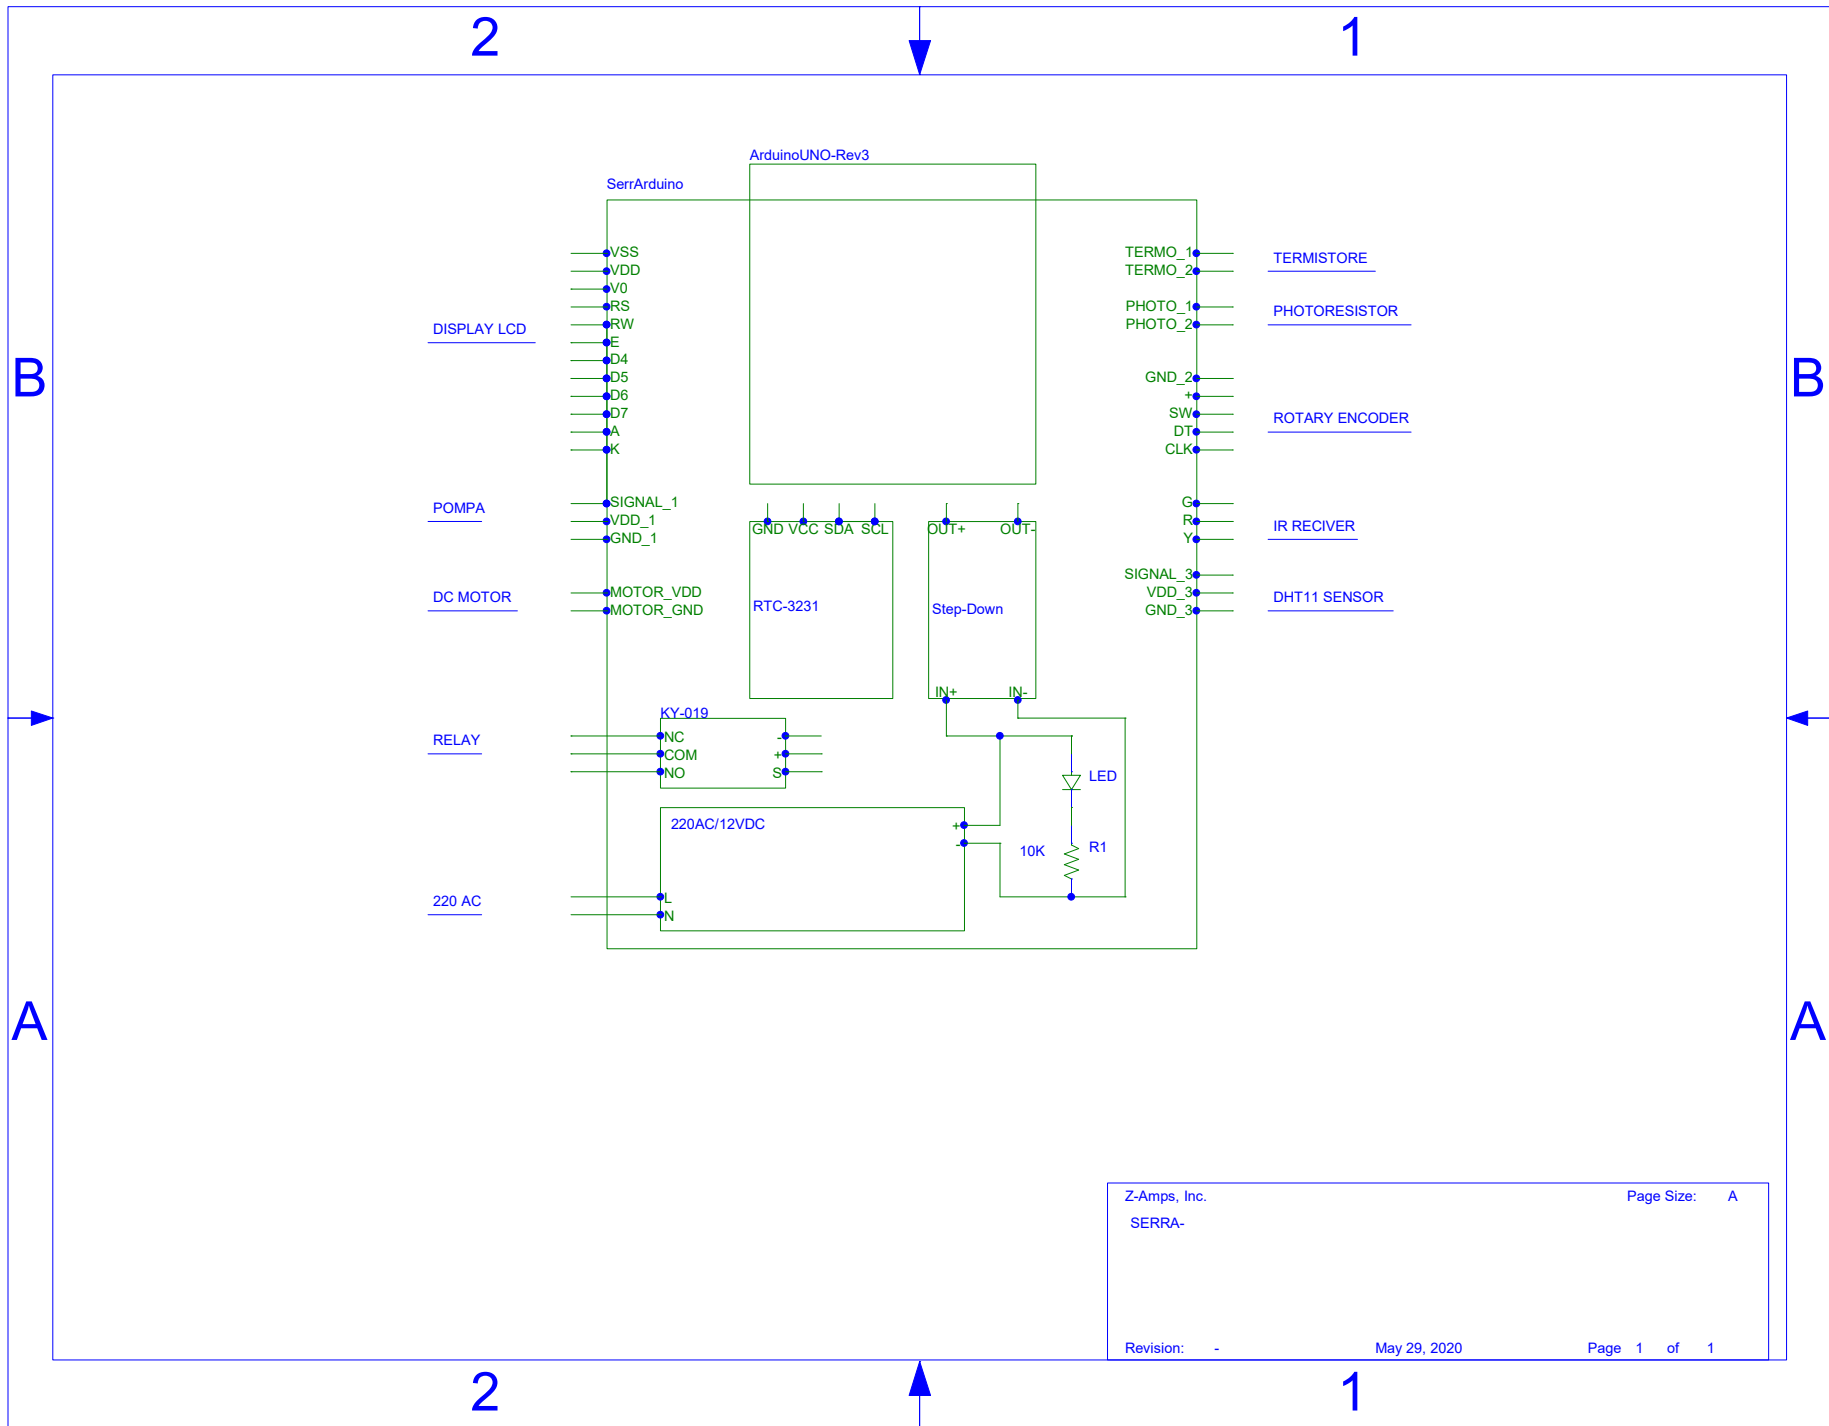 2 1
ArduinoUNO-Rev3
SerrArduino
VSS
VDD
V0
RS
RW
E
D4
D5
D6
D7
A
K
DISPLAY LCD
SIGNAL_1
VDD_1
GND_1
POMPA
MOTOR_VDD
MOTOR_GND
DC MOTOR
TERMO_1
TERMO_2
TERMISTORE
PHOTO_1
PHOTO_2
PHOTORESISTOR
GND_2
+
SW
DT
CLK
ROTARY ENCODER
G
R
Y
IR RECIVER
SIGNAL_3
VDD_3
GND_3
DHT11 SENSOR
B B
GND VCC SDA SCL
RTC-3231
OUT+ OUT-
Step-Down
IN+ IN-
KY-019
NC -
COM +
NO S
RELAY
LED
220AC/12VDC
+
-
10K R1
L
N
220 AC
A A
Z-Amps, Inc. Page Size: A
SERRA-
Revision: - May 29, 2020 Page 1 of 1
2 1